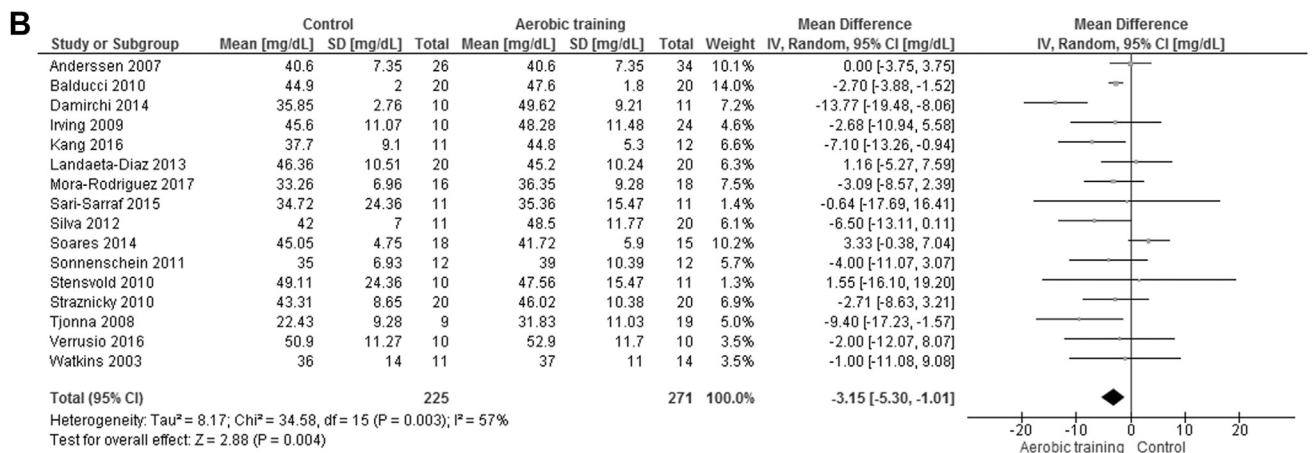 B
Control Aerobic training Mean Difference Mean Difference
Study or Subgroup Mean [mg/dL] SD [mg/dL] Total Mean [mg/dL] SD [mg/dL] Total Weight IV, Random, 95% CI [mg/dL] IV, Random, 95% CI [mg/dL]
Anderssen 2007 40.6 7.35 26 40.6 7.35 34 10.1% 0.00 [-3.75, 3.75]
Balducci 2010 44.9 2 20 47.6 1.8 20 14.0% -2.70 [-3.88, -1.52]
Damirchi 2014 35.85 2.76 10 49.62 9.21 11 7.2% -13.77 [-19.48, -8.06]
Irving 2009 45.6 11.07 10 48.28 11.48 24 4.6% -2.68 [-10.94, 5.58]
Kang 2016 37.7 9.1 11 44.8 5.3 12 6.6% -7.10 [-13.26, -0.94]
Landaeta-Diaz 2013 46.36 10.51 20 45.2 10.24 20 6.3% 1.16 [-5.27, 7.59]
Mora-Rodriguez 2017 33.26 6.96 16 36.35 9.28 18 7.5% -3.09 [-8.57, 2.39]
Sari-Sarraf 2015 34.72 24.36 11 35.36 15.47 11 1.4% -0.64 [-17.69, 16.41]
Silva 2012 42 7 11 48.5 11.77 20 6.1% -6.50 [-13.11, 0.11]
Soares 2014 45.05 4.75 18 41.72 5.9 15 10.2% 3.33 [-0.38, 7.04]
Sonnenschein 2011 35 6.93 12 39 10.39 12 5.7% -4.00 [-11.07, 3.07]
Stensvold 2010 49.11 24.36 10 47.56 15.47 11 1.3% 1.55 [-16.10, 19.20]
Straznicky 2010 43.31 8.65 20 46.02 10.38 20 6.9% -2.71 [-8.63, 3.21]
Tjonna 2008 22.43 9.28 9 31.83 11.03 19 5.0% -9.40 [-17.23, -1.57]
Verrusio 2016 50.9 11.27 10 52.9 11.7 10 3.5% -2.00 [-12.07, 8.07]
Watkins 2003 36 14 11 37 11 14 3.5% -1.00 [-11.08, 9.08]
Total (95% CI) 225 271 100.0% -3.15 [-5.30, -1.01]
Heterogeneity: Tau² = 8.17; Chi² = 34.58, df = 15 (P = 0.003); I² = 57%
Test for overall effect: Z = 2.88 (P = 0.004)
-20 -10 0 10 20
Aerobic training Control